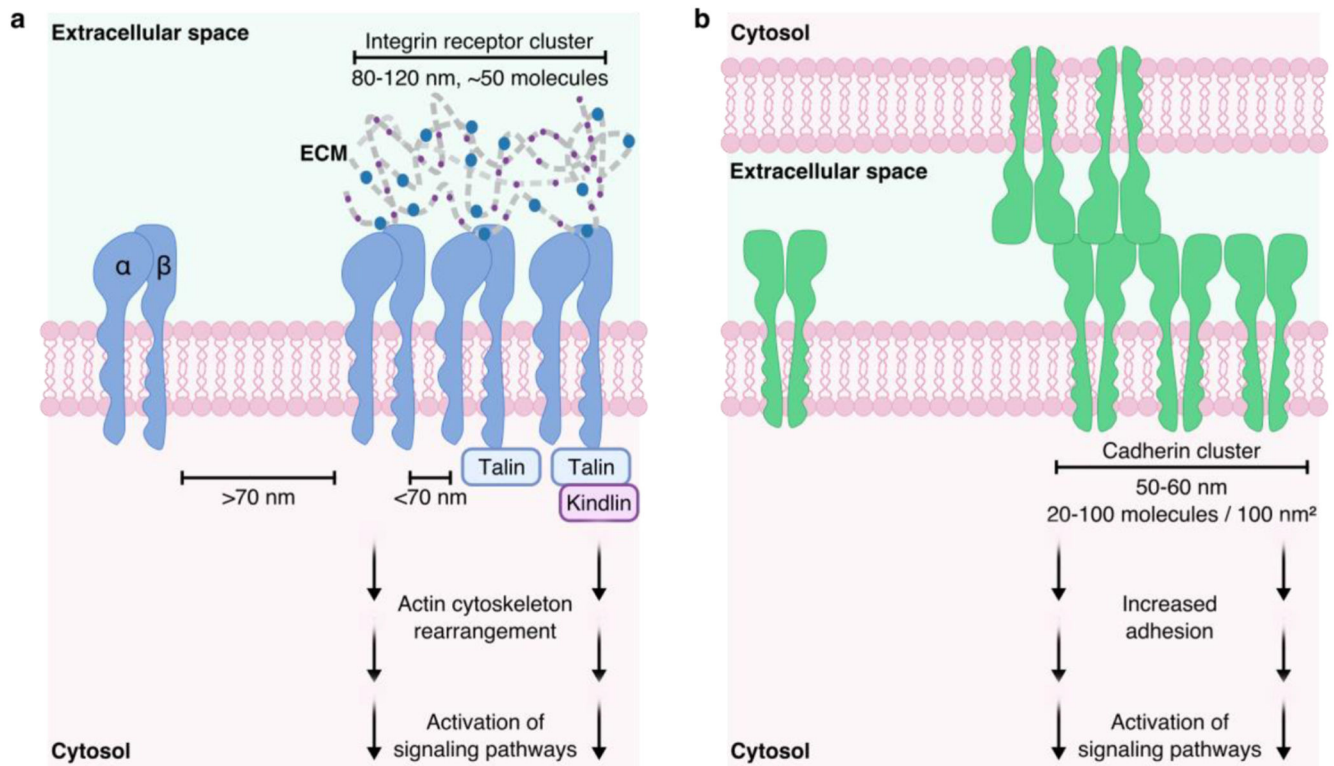 a
Extracellular space
Integrin receptor cluster
80-120 nm, ~50 molecules
ECM
α
β
Talin
Talin
>70 nm
<70 nm
Kindlin
Actin cytoskeleton
rearrangement
Activation of
signaling pathways
Cytosol
b
Cytosol
Extracellular space
Cadherin cluster
50-60 nm
20-100 molecules / 100 nm²
Increased
adhesion
Activation of
signaling pathways
Cytosol